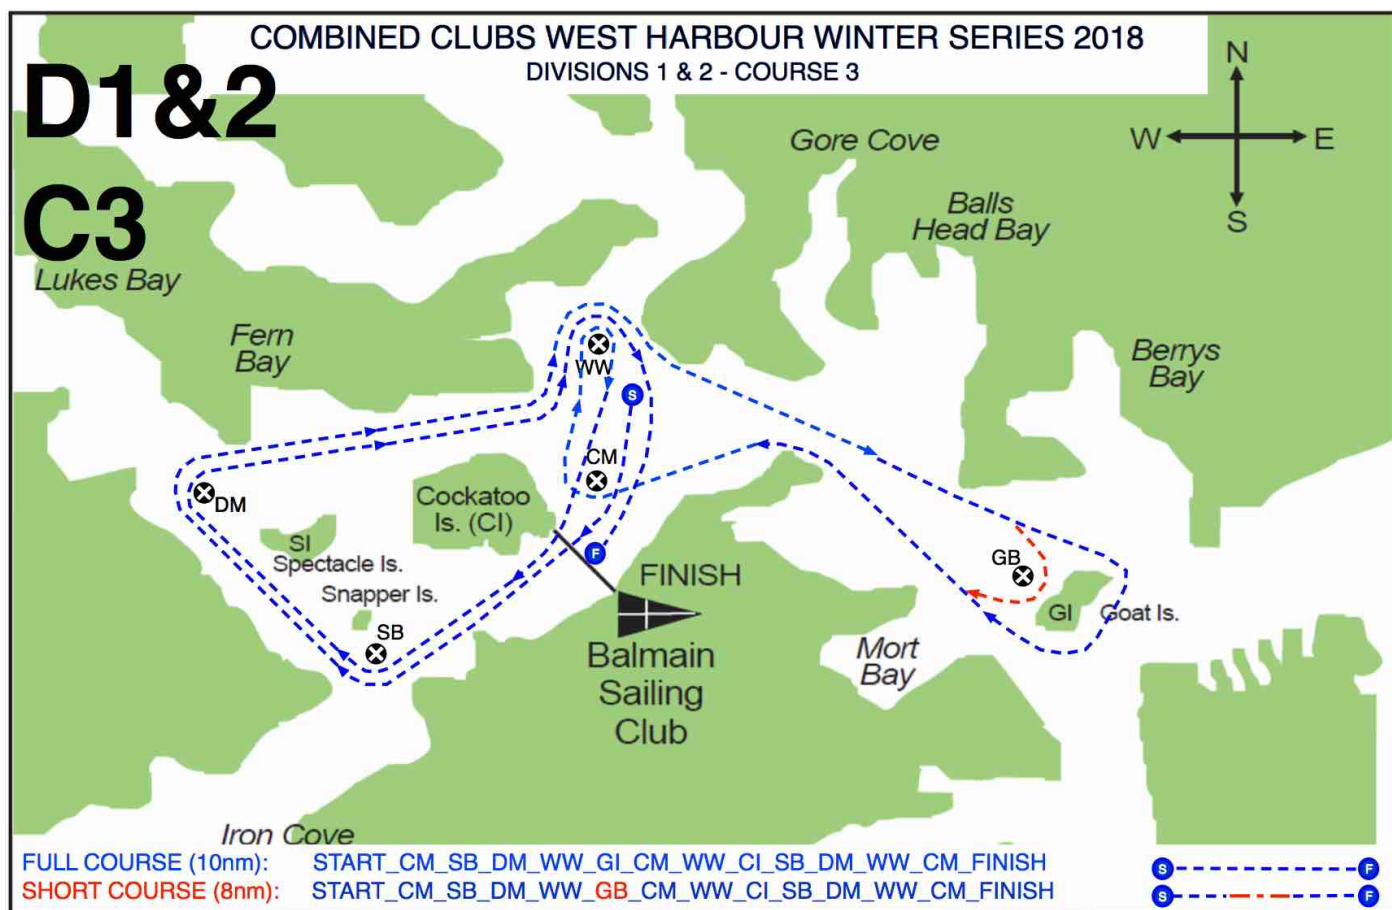 COMBINED CLUBS WEST HARBOUR WINTER SERIES 2018
DIVISIONS 1 & 2 - COURSE 3
D1&2
C3
N
W E
S
Gore Cove
Balls
Head Bay
Lukes Bay
Fern
Bay
Berrys
Bay
WW
S
CM
DM
Cockatoo
Is. (CI)
SI
Spectacle Is.
Snapper Is.
SB
F
FINISH
Balmain
Sailing
Club
GB
GI
Goat Is.
Mort
Bay
Iron Cove
FULL COURSE (10nm): START_CM_SB_DM_WW_GI_CM_WW_CI_SB_DM_WW_CM_FINISH S F
SHORT COURSE (8nm): START_CM_SB_DM_WW_GB_CM_WW_CI_SB_DM_WW_CM_FINISH S F